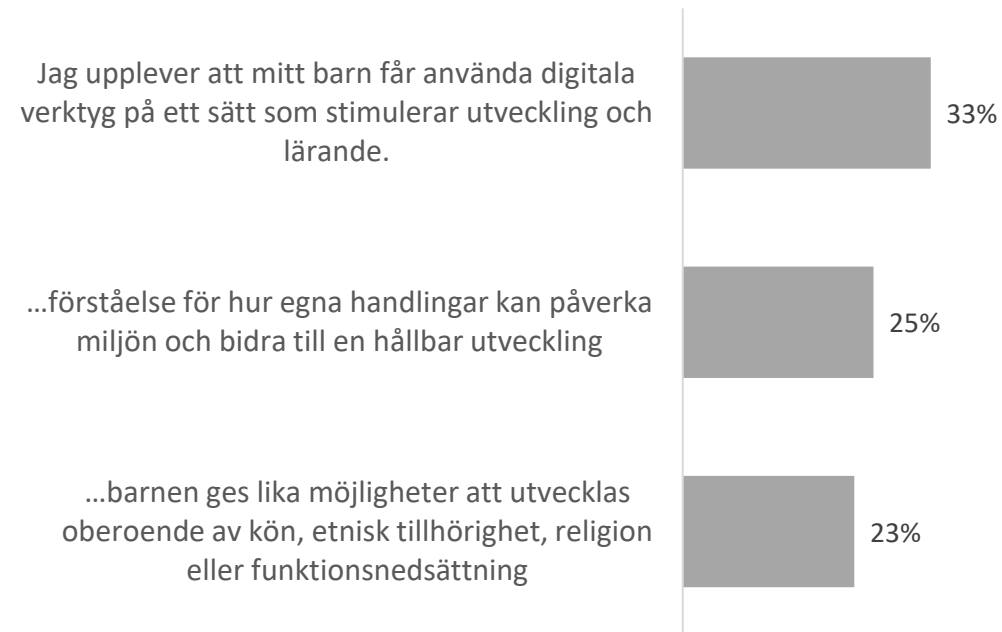 Jag upplever att mitt barn får använda digitala
verktyg på ett sätt som stimulerar utveckling och
lärande.
33%
…förståelse för hur egna handlingar kan påverka
miljön och bidra till en hållbar utveckling
25%
…barnen ges lika möjligheter att utvecklas
oberoende av kön, etnisk tillhörighet, religion
eller funktionsnedsättning
23%